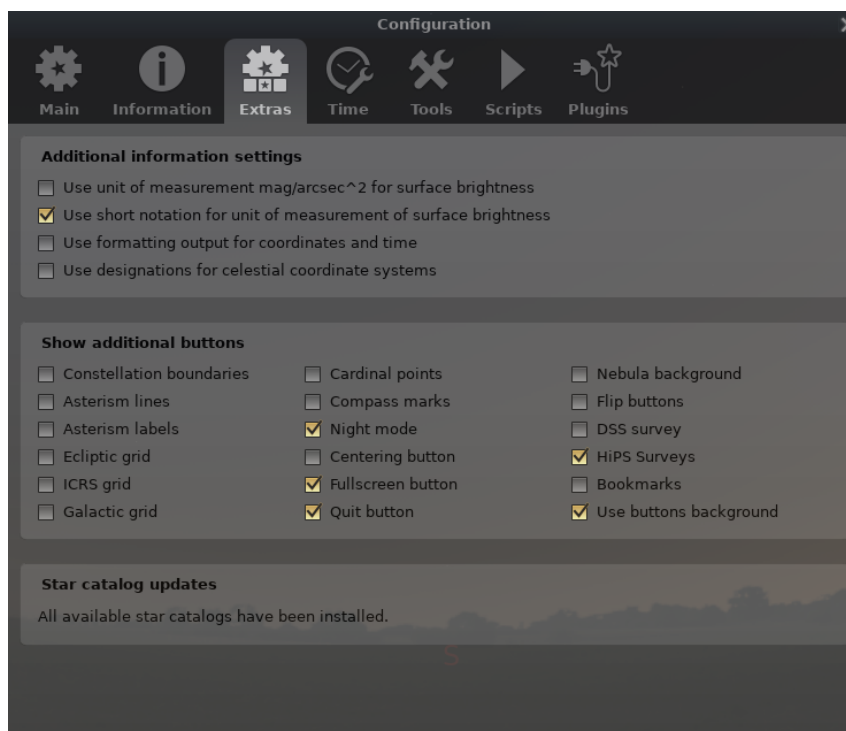 Configuration
Main Information Extras Time Tools Scripts Plugins
Additional information settings
Use unit of measurement mag/arcsec^2 for surface brightness
Use short notation for unit of measurement of surface brightness
Use formatting output for coordinates and time
Use designations for celestial coordinate systems
Show additional buttons
Constellation boundaries Cardinal points Nebula background
Asterism lines Compass marks Flip buttons
Asterism labels Night mode DSS survey
Ecliptic grid Centering button HiPS Surveys
ICRS grid Fullscreen button Bookmarks
Galactic grid Quit button Use buttons background
Star catalog updates
All available star catalogs have been installed.
S